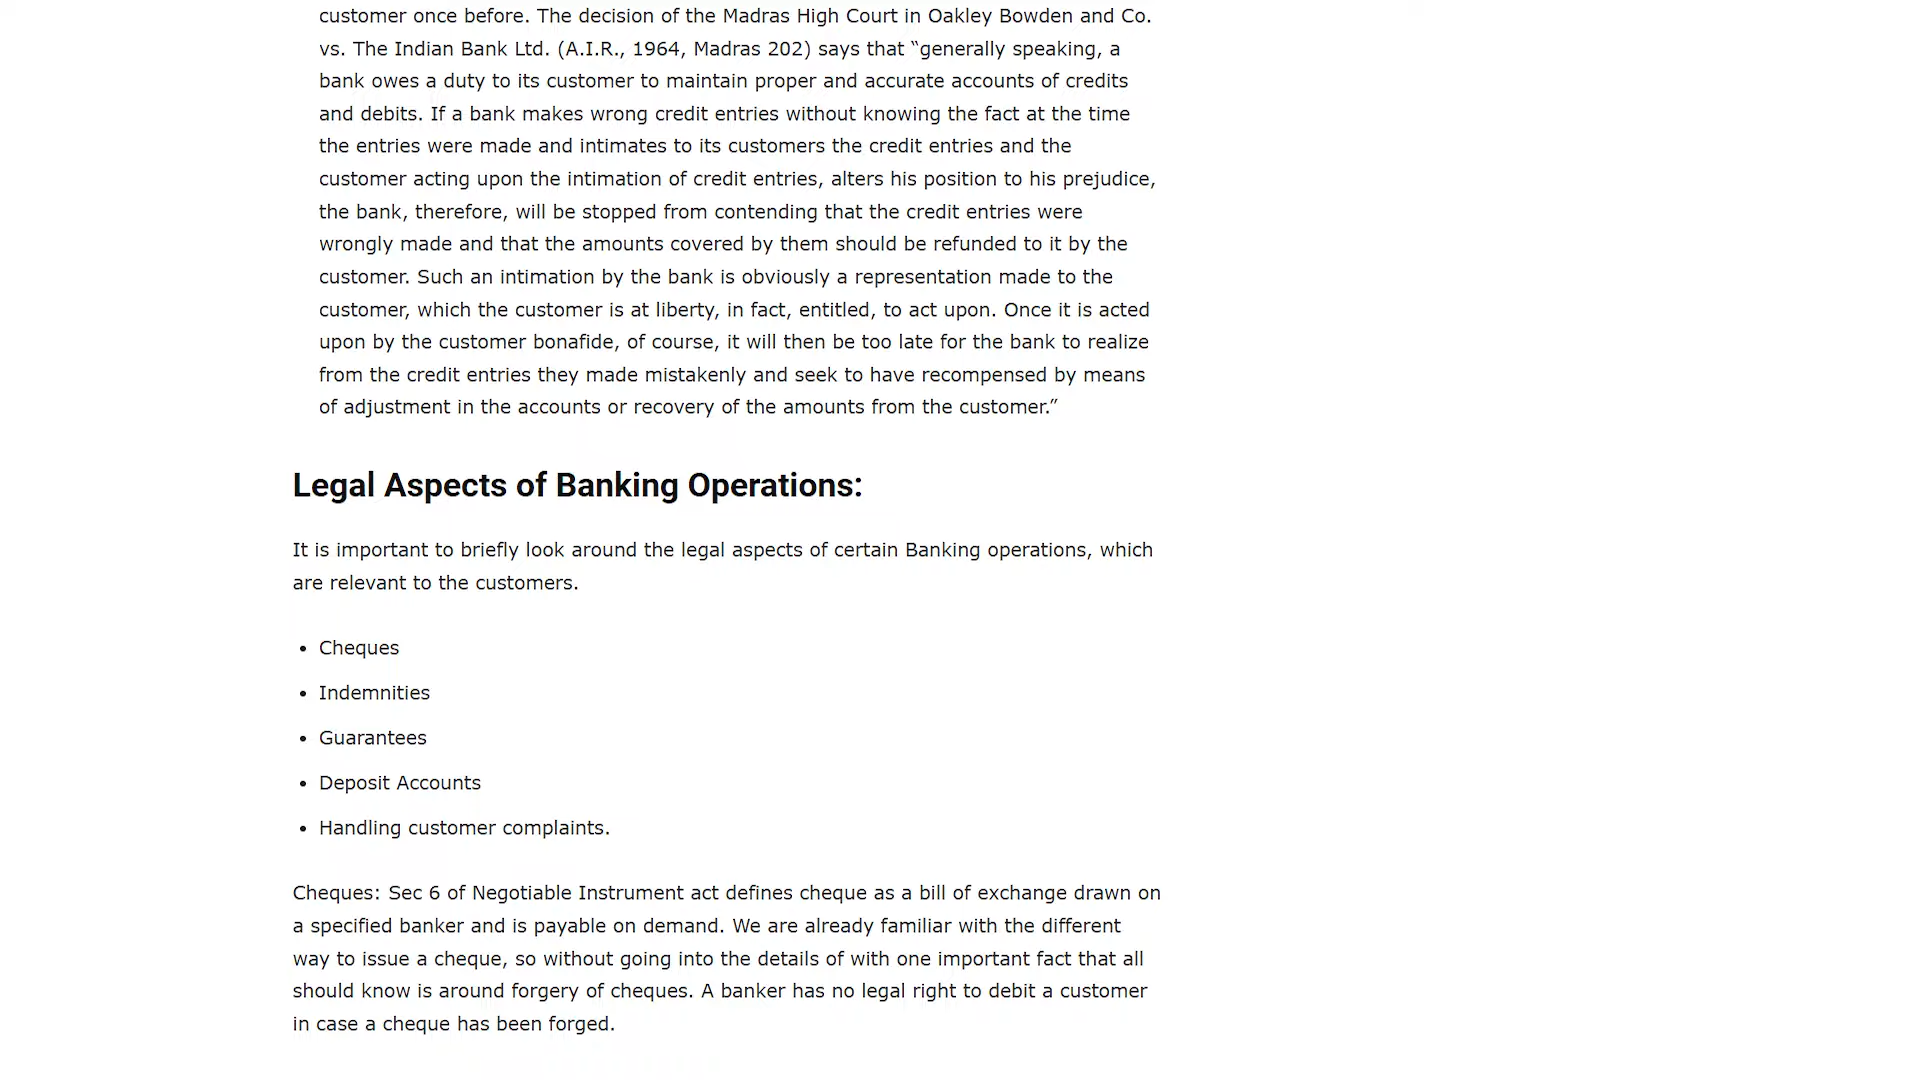 customer once before. The decision of the Madras High Court in Oakley Bowden and Co.
vs. The Indian Bank Ltd. (A.I.R., 1964, Madras 202) says that “generally speaking, a
bank owes a duty to its customer to maintain proper and accurate accounts of credits
and debits. If a bank makes wrong credit entries without knowing the fact at the time
the entries were made and intimates to its customers the credit entries and the
customer acting upon the intimation of credit entries, alters his position to his prejudice,
the bank, therefore, will be stopped from contending that the credit entries were
wrongly made and that the amounts covered by them should be refunded to it by the
customer. Such an intimation by the bank is obviously a representation made to the
customer, which the customer is at liberty, in fact, entitled, to act upon. Once it is acted
upon by the customer bonafide, of course, it will then be too late for the bank to realize
from the credit entries they made mistakenly and seek to have recompensed by means
of adjustment in the accounts or recovery of the amounts from the customer.”
Legal Aspects of Banking Operations:
It is important to briefly look around the legal aspects of certain Banking operations, which
are relevant to the customers.
• Cheques
• Indemnities
• Guarantees
• Deposit Accounts
• Handling customer complaints.
Cheques: Sec 6 of Negotiable Instrument act defines cheque as a bill of exchange drawn on
a specified banker and is payable on demand. We are already familiar with the different
way to issue a cheque, so without going into the details of with one important fact that all
should know is around forgery of cheques. A banker has no legal right to debit a customer
in case a cheque has been forged.